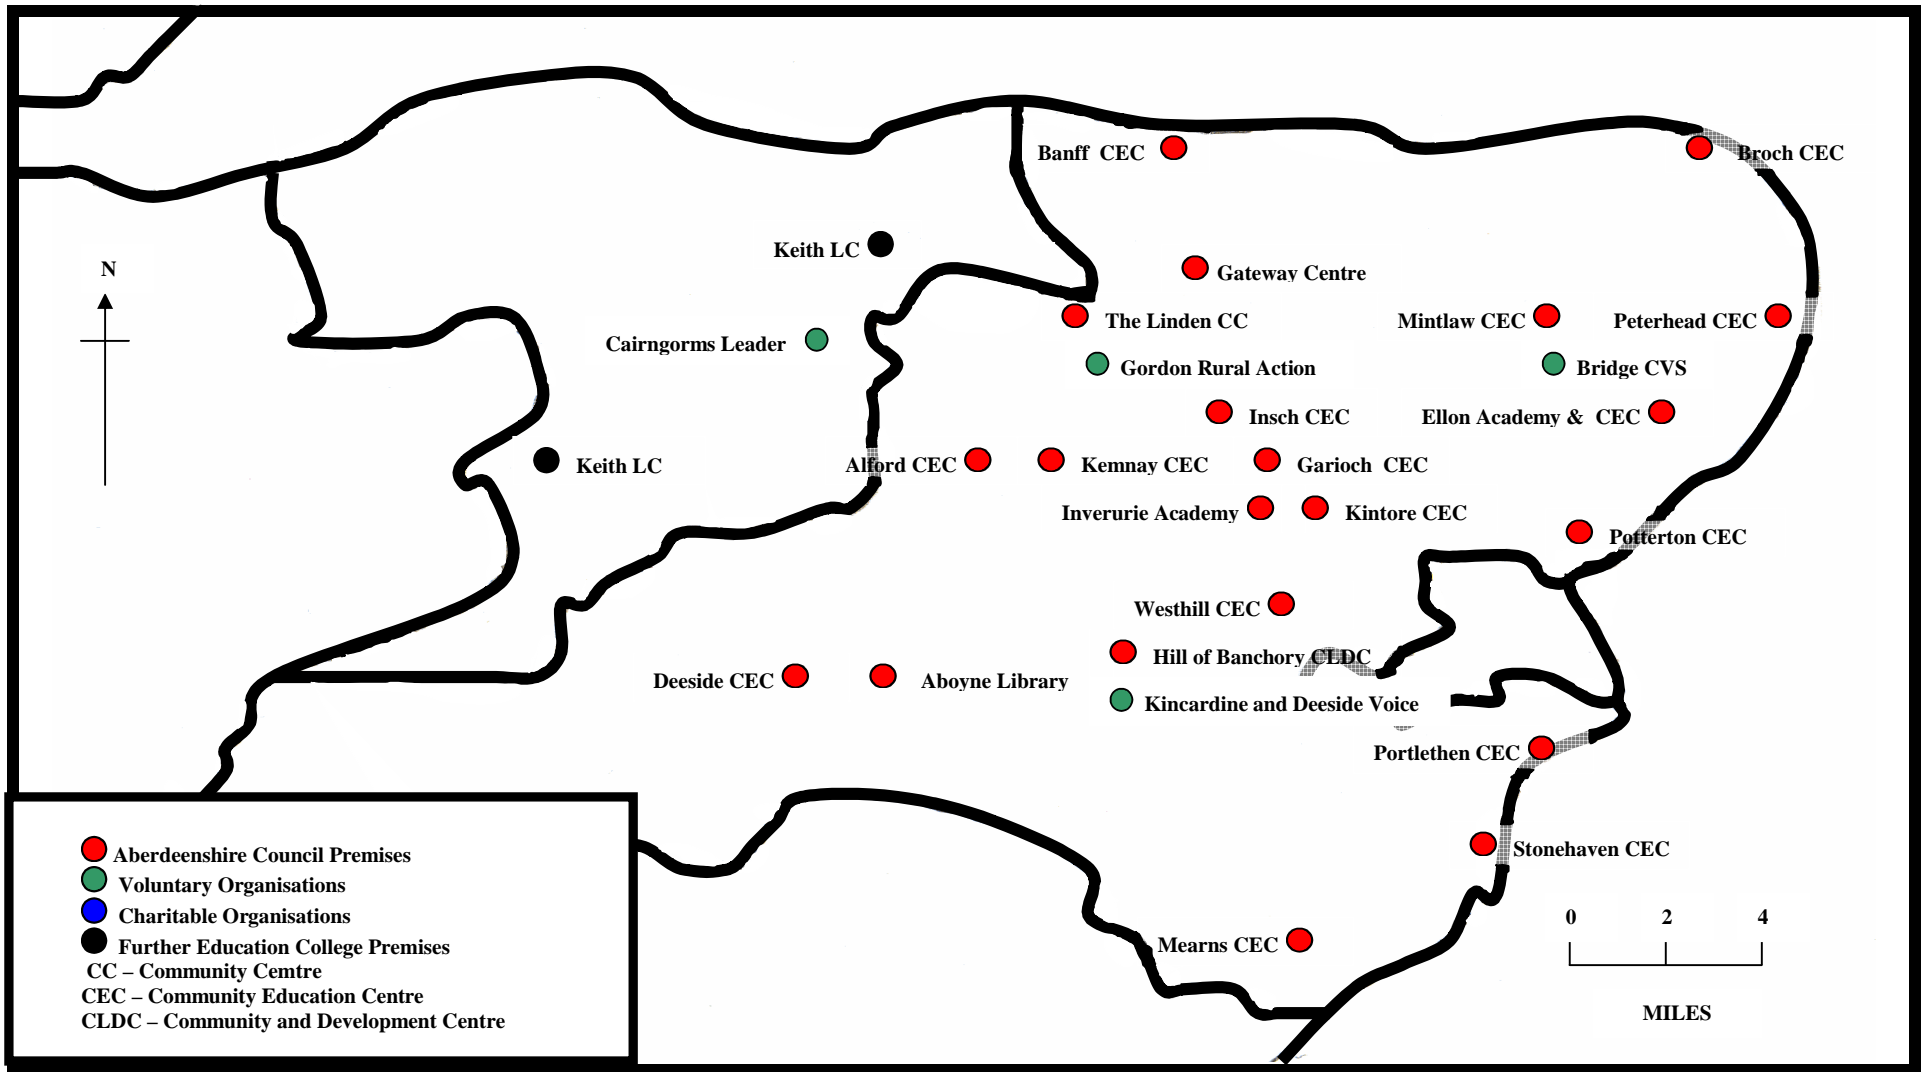 Banff CEC
Broch CEC
Keith LC
N
Gateway Centre
The Linden CC
Mintlaw CEC
Peterhead CEC
Cairngorms Leader
Gordon Rural Action
Bridge CVS
Insch CEC
Ellon Academy & CEC
Keith LC
Alford CEC
Kemnay CEC
Garioch CEC
Inverurie Academy
Kintore CEC
Potterton CEC
Westhill CEC
Hill of Banchory CLDC
Deeside CEC
Aboyne Library
Kincardine and Deeside Voice
Portlethen CEC
Stonehaven CEC
Mearns CEC
0 2 4
MILES
Aberdeenshire Council Premises
Voluntary Organisations
Charitable Organisations
Further Education College Premises
CC – Community Cemtre
CEC – Community Education Centre
CLDC – Community and Development Centre